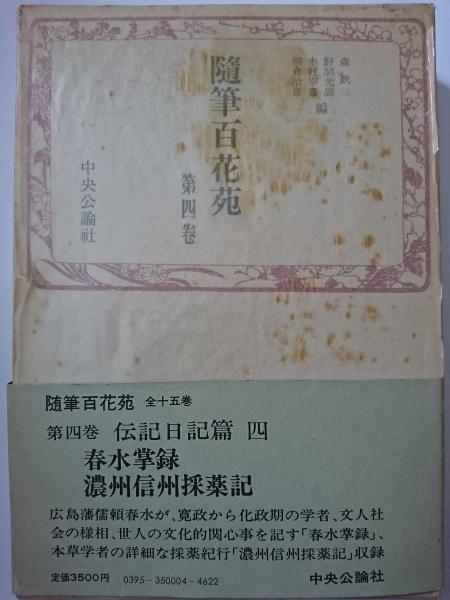 森銑三
野間光辰
中村幸彦
朝倉治彦
編
隨筆百花苑
第四巻
中央公論社
随筆百花苑 全十五巻
第四巻 伝記日記篇 四
春水掌録
濃州信州採薬記
広島藩儒頼春水が、寛政から化政期の学者、文人社
会の様相、世人の文化的関心事を記す「春水掌録」、
本草学者の詳細な採薬紀行「濃州信州採薬記」収録
定価3500円 0395-350004-4622 中央公論社